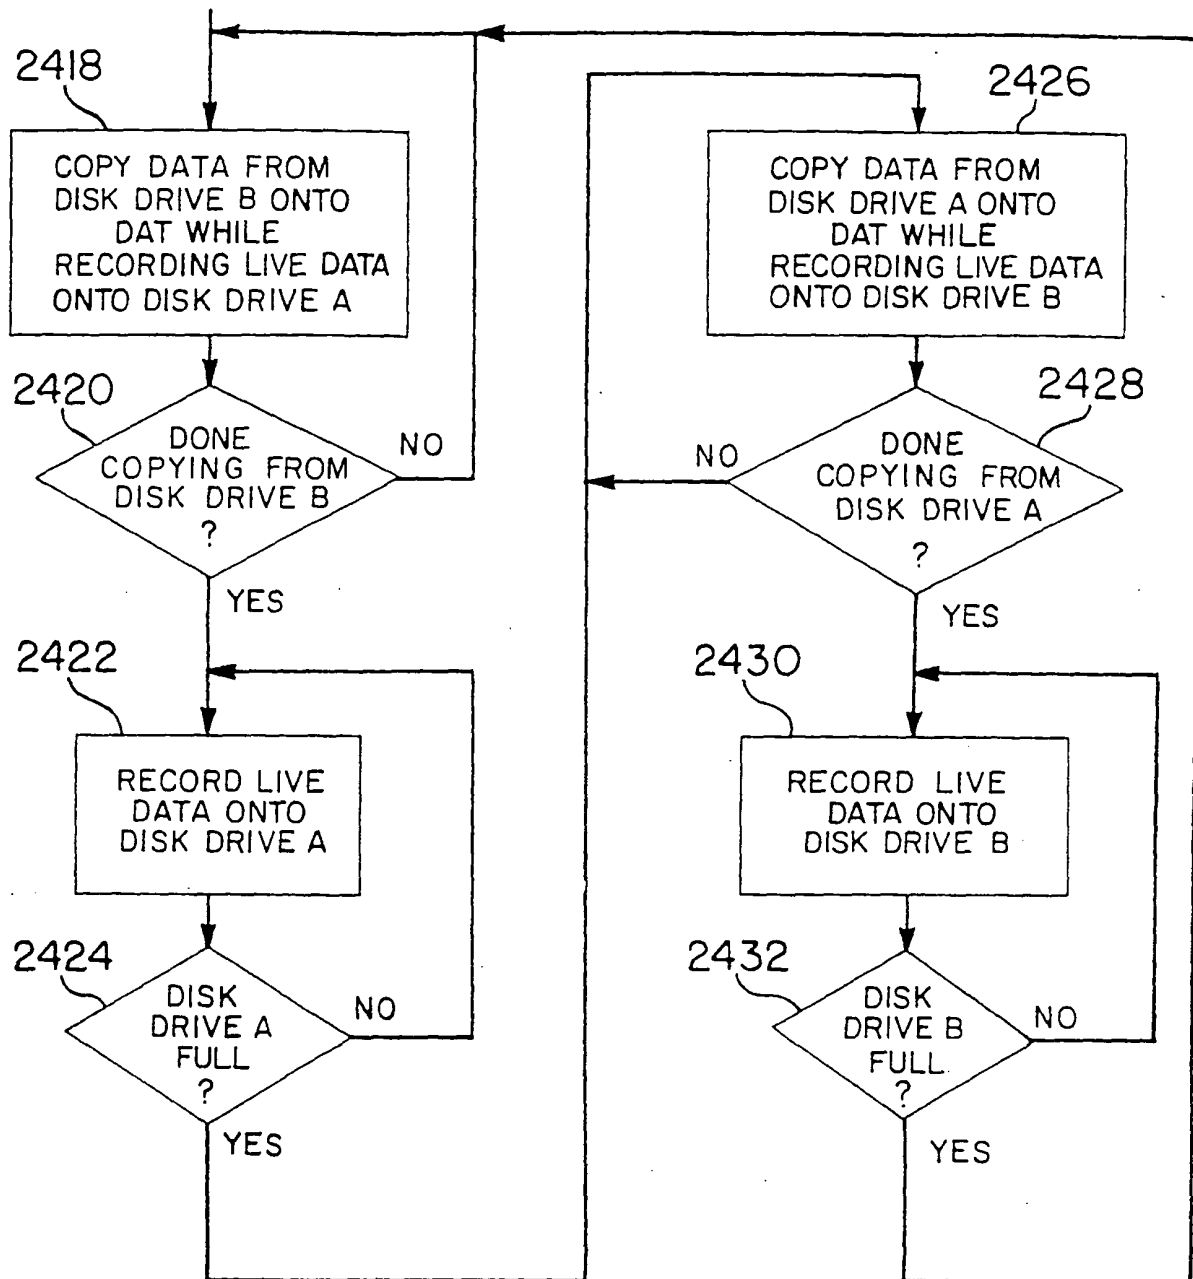 2418
COPY DATA FROM
DISK DRIVE B ONTO
DAT WHILE
RECORDING LIVE DATA
ONTO DISK DRIVE A
2420
DONE
COPYING FROM
DISK DRIVE B
?
NO
YES
2422
RECORD LIVE
DATA ONTO
DISK DRIVE A
2424
DISK
DRIVE A
FULL
?
NO
YES
2426
COPY DATA FROM
DISK DRIVE A ONTO
DAT WHILE
RECORDING LIVE DATA
ONTO DISK DRIVE B
2428
DONE
COPYING FROM
DISK DRIVE A
?
NO
YES
2430
RECORD LIVE
DATA ONTO
DISK DRIVE B
2432
DISK
DRIVE B
FULL
?
NO
YES